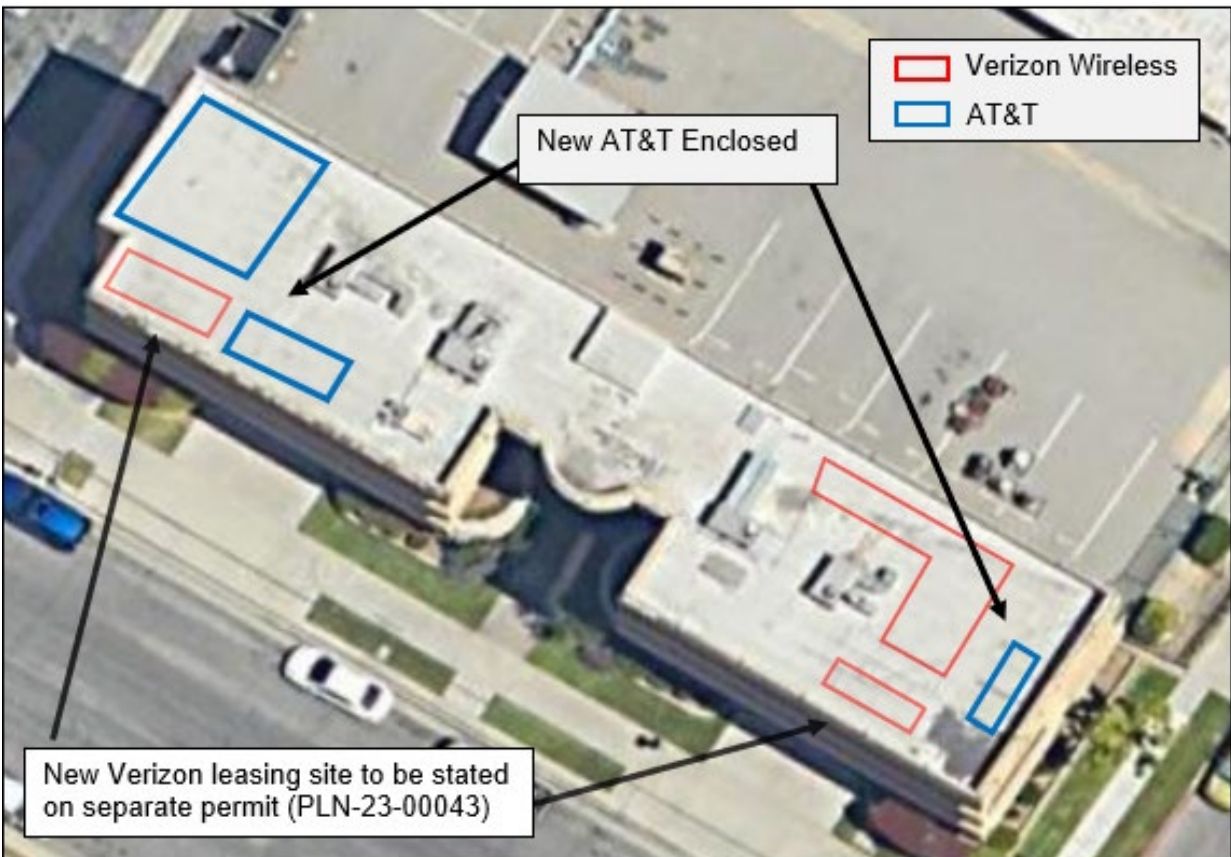 Verizon Wireless
AT&T
New AT&T Enclosed
New Verizon leasing site to be stated
on separate permit (PLN-23-00043)